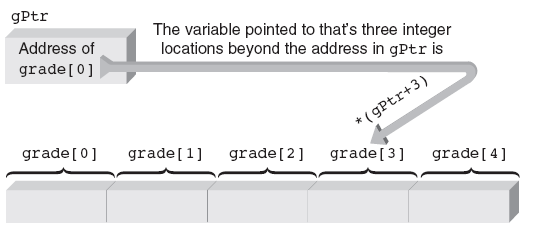 gPtr
Address of
grade[0]
The variable pointed to that's three integer
locations beyond the address in gPtr is
*(gPtr+3)
grade[0] grade[1] grade[2] grade[3] grade[4]